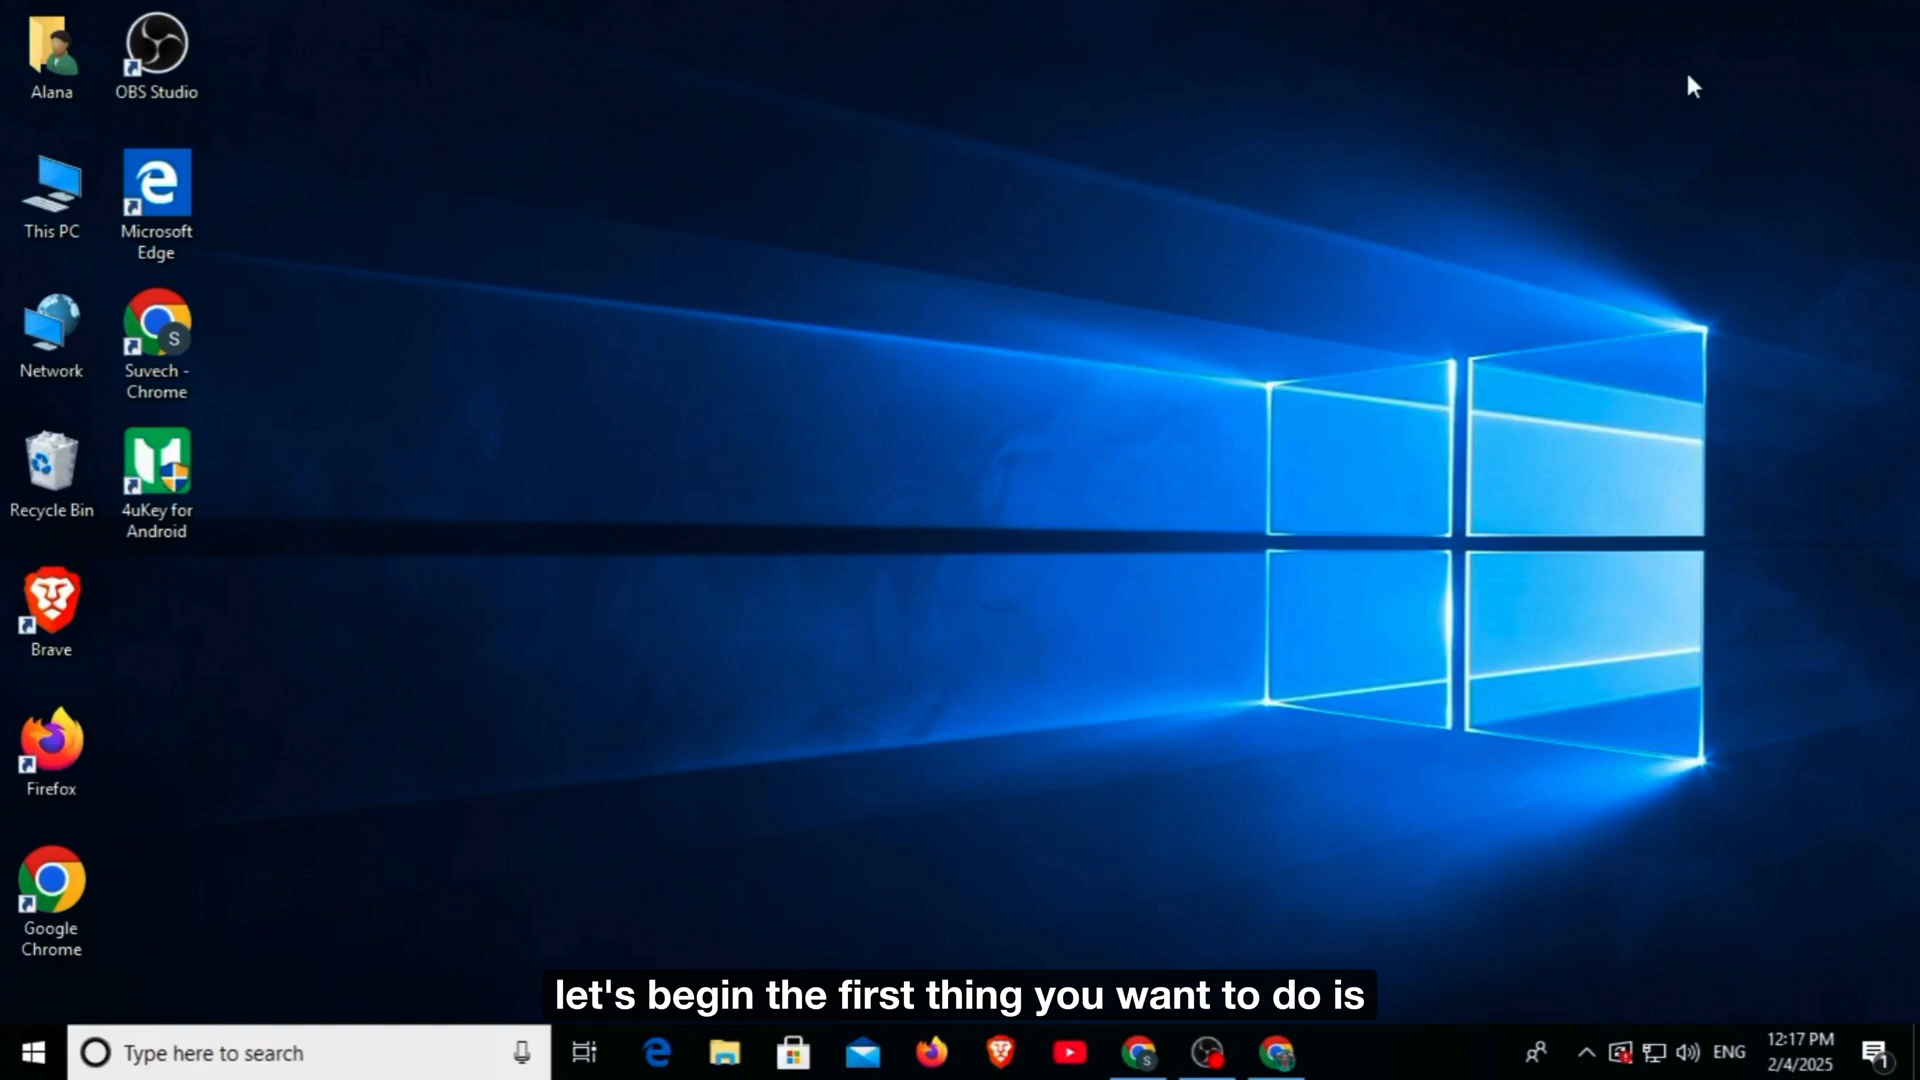 Alana
OBS Studio
This PC
Microsoft
Edge
Network
S
Suvech -
Chrome
Recycle Bin
4uKey for
Android
Brave
Firefox
Google
Chrome
let's begin the first thing you want to do is
Type here to search
S
ENG
12:17 PM
2/4/2025
1